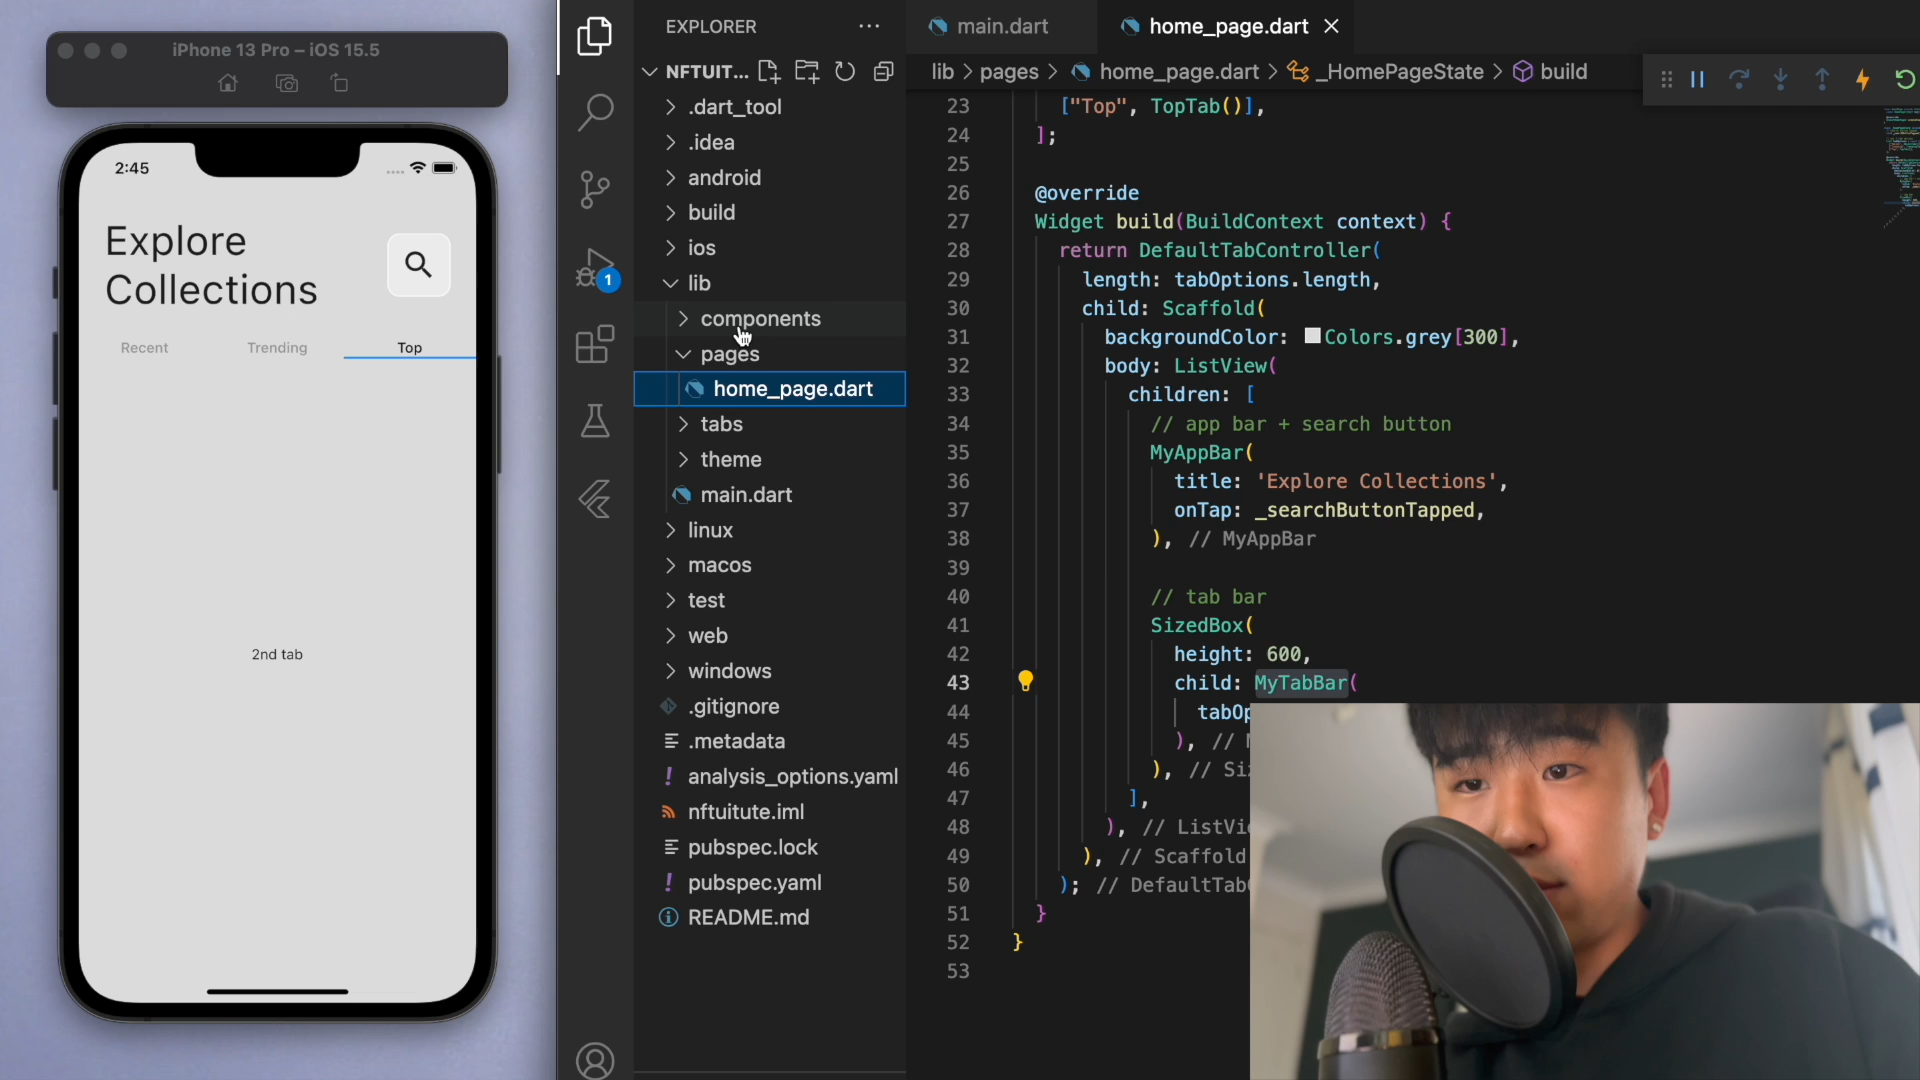 iPhone 13 Pro – iOS 15.5
2:45
Explore
Collections
Recent
Trending
Top
2nd tab
1
EXPLORER
NFTUIT...
.dart_tool
.idea
android
build
ios
lib
components
pages
home_page.dart
tabs
theme
main.dart
linux
macos
test
web
windows
.gitignore
.metadata
analysis_options.yaml
nftuitute.iml
pubspec.lock
pubspec.yaml
README.md
main.dart
home_page.dart
lib > pages > home_page.dart > _HomePageState > build
23 ["Top", TopTab()],
24 ];
25
26 @override
27 Widget build(BuildContext context) {
28 return DefaultTabController(
29 length: tabOptions.length,
30 child: Scaffold(
31 backgroundColor: Colors.grey[300],
32 body: ListView(
33 children: [
34 // app bar + search button
35 MyAppBar(
36 title: 'Explore Collections',
37 onTap: _searchButtonTapped,
38 ), // MyAppBar
39
40 // tab bar
41 SizedBox(
42 height: 600,
43 child: MyTabBar(
44 tabOp
45 ), //
46 ), // Si
47 ],
48 ), // ListVi
49 ), // Scaffold
50 ); // DefaultTab
51 }
52 }
53